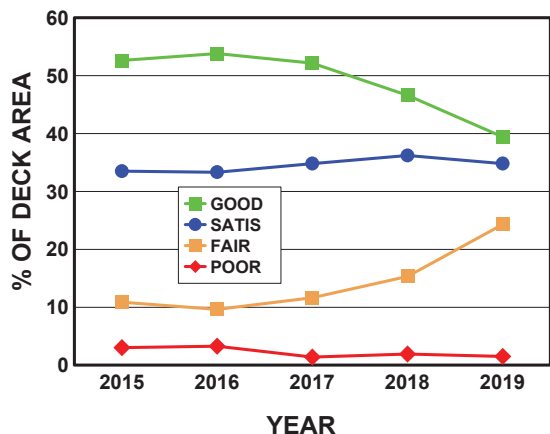 60
50
40
30
20
10
0
% OF DECK AREA
GOOD
SATIS
FAIR
POOR
2015 2016 2017 2018 2019
YEAR